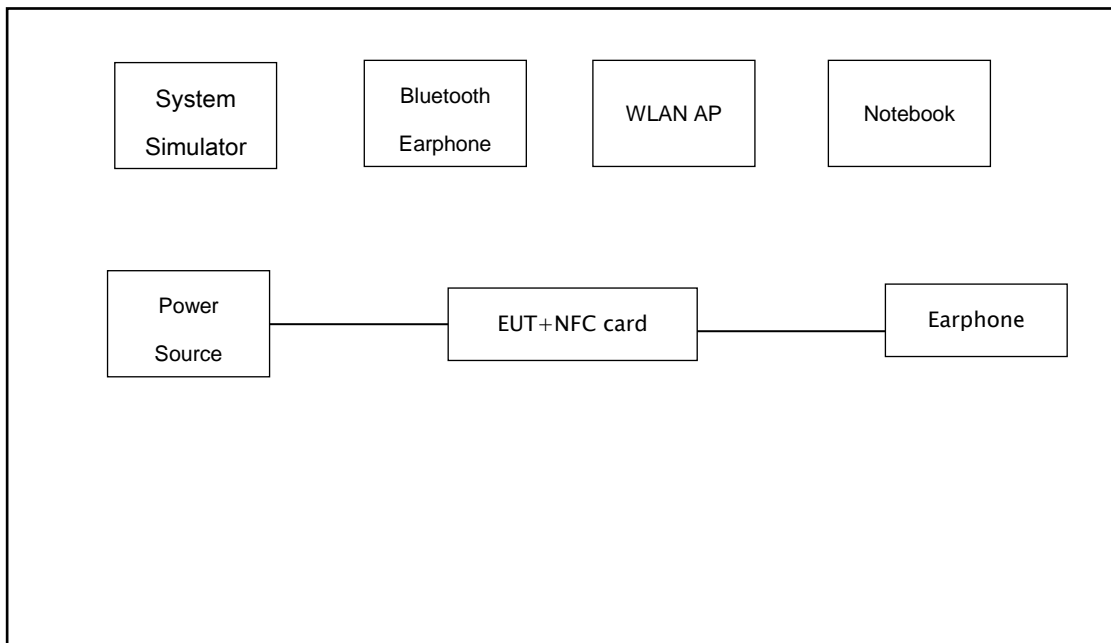 System
Simulator
Bluetooth
Earphone
WLAN AP
Notebook
Power
Source
EUT+NFC card
Earphone